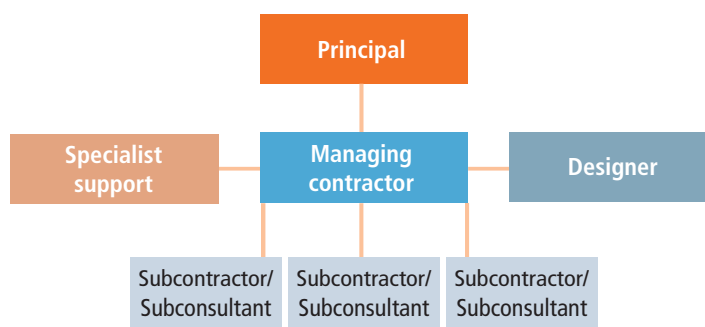 Principal
Specialist
support
Managing
contractor
Designer
Subcontractor/
Subconsultant
Subcontractor/
Subconsultant
Subcontractor/
Subconsultant